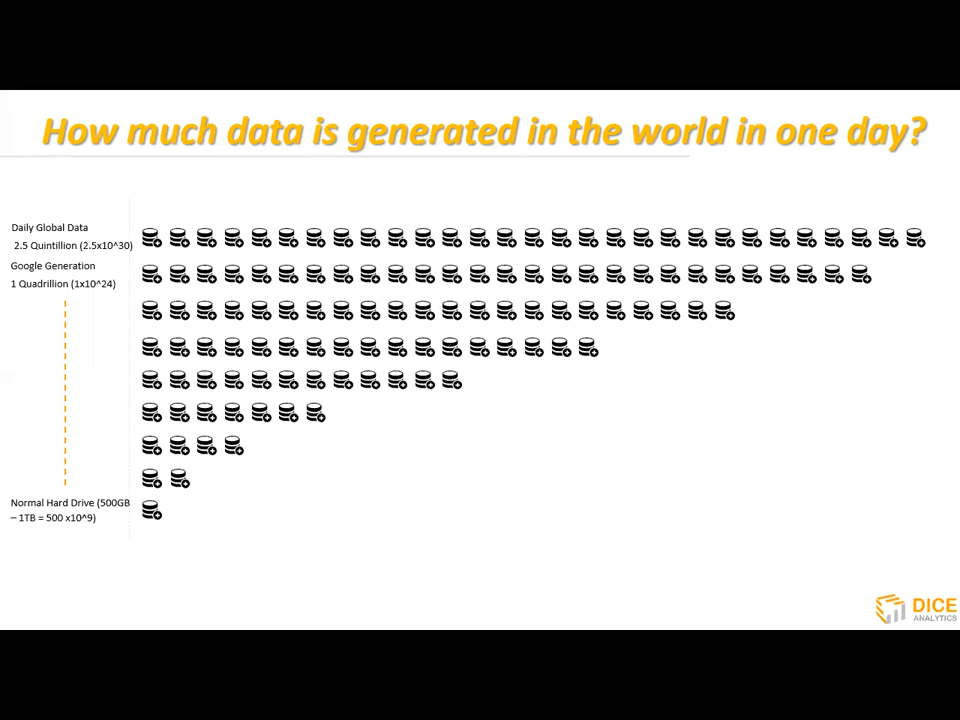 How much data is generated in the world in one day?
Daily Global Data
2.5 Quintillion (2.5x10^30)
Google Generation
1 Quadrillion (1x10^24)
Normal Hard Drive (500GB
– 1TB = 500 x10^9)
DICE
ANALYTICS